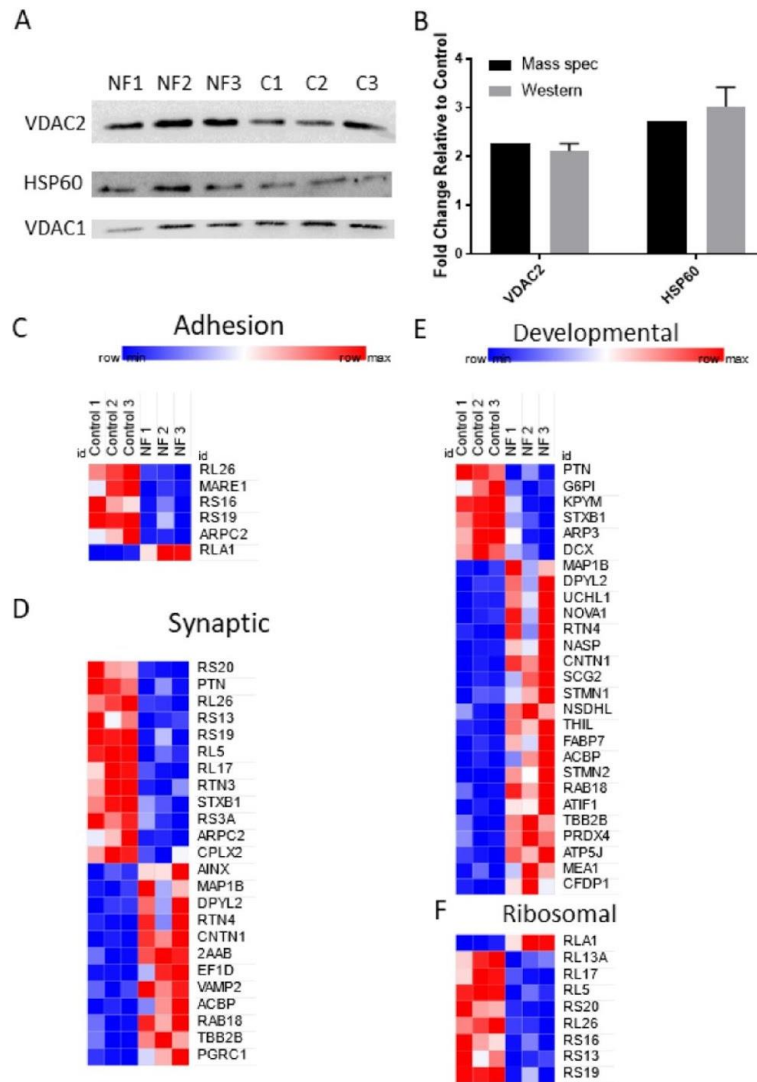 A
NF1 NF2 NF3 C1 C2 C3
VDAC2
HSP60
VDAC1
B
Fold Change Relative to Control
4
3
2
1
0
Mass spec
Western
VDAC2
HSP60
C
Adhesion
row min row max
id Control 1 Control 2 Control 3 NF 1 NF 2 NF 3 id
RL26
MARE1
RS16
RS19
ARPC2
RLA1
D
Synaptic
RS20
PTN
RL26
RS13
RS19
RL5
RL17
RTN3
STXB1
RS3A
ARPC2
CPLX2
AINX
MAP1B
DPYL2
RTN4
CNTN1
2AAB
EF1D
VAMP2
ACBP
RAB18
TBB2B
PGRC1
E
Developmental
row min row max
id Control 1 Control 2 Control 3 NF 1 NF 2 NF 3 id
PTN
G6PI
KPYM
STXB1
ARP3
DCX
MAP1B
DPYL2
UCHL1
NOVA1
RTN4
NASP
CNTN1
SCG2
STMN1
NSDHL
THIL
FABP7
ACBP
STMN2
RAB18
ATIF1
TBB2B
PRDX4
ATP5J
MEA1
CFDP1
F
Ribosomal
RLA1
RL13A
RL17
RL5
RS20
RL26
RS16
RS13
RS19